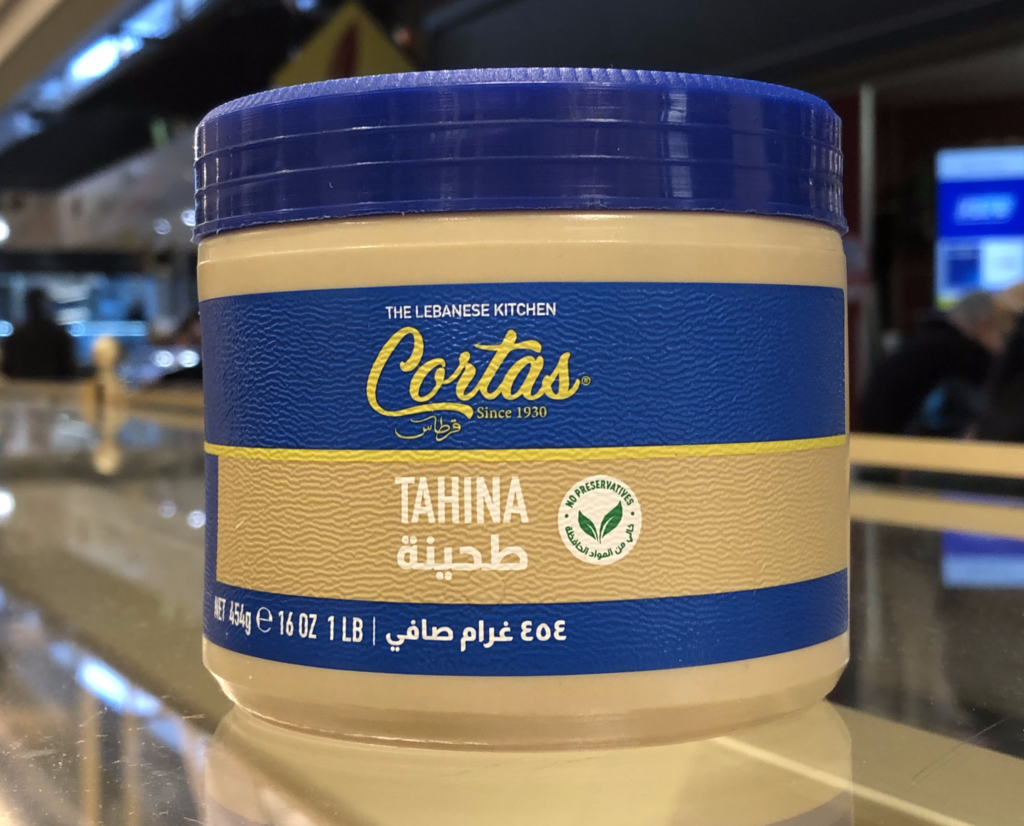 THE LEBANESE KITCHEN
Cortas®
Since 1930
قرطاس
TAHINA
طحينة
• NO PRESERVATIVES •
خالي من المواد الحافظة
NET 454g ℮ 16 OZ 1 LB | ٤٥٤ غرام صافي